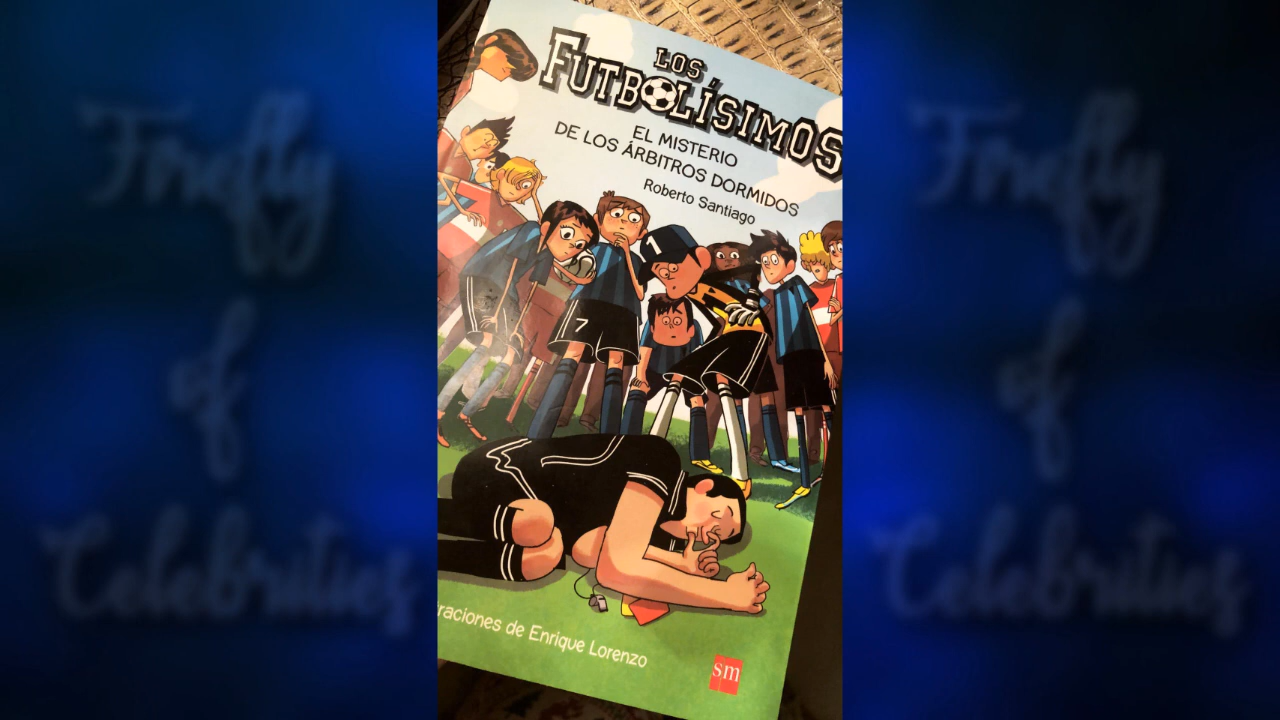 LOS
FUTBOLÍSIMOS
EL MISTERIO
DE LOS ÁRBITROS DORMIDOS
Roberto Santiago
1
7
raciones de Enrique Lorenzo
sm
Firefly
of
Celebrities
Firefly
of
Celebrities